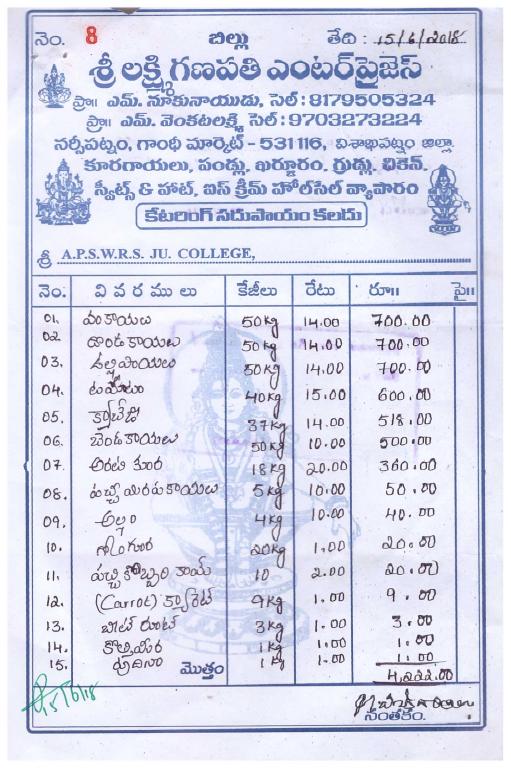 నెం. 8 బిల్లు తేది : 15/6/2018
శ్రీ లక్ష్మి గణపతి ఎంటర్‌ప్రైజెస్
ప్రొ॥ ఎమ్. నూకునాయుడు, సెల్ : 8179505324
ప్రొ॥ ఎమ్. వెంకటలక్ష్మి, సెల్ : 9703273224
నర్సీపట్నం, గాంధీ మార్కెట్ - 531116, విశాఖపట్నం జిల్లా
కూరగాయలు, పండ్లు, ఖర్జూరం, గ్రుడ్లు, చికెన్,
స్వీట్స్ & హాట్, ఐస్ క్రీమ్ హోల్‌సేల్ వ్యాపారం
కేటరింగ్ సదుపాయం కలదు
శ్రీ A.P.S.W.R.S. JU. COLLEGE,
నెం. వివరములు కేజీలు రేటు రూ॥ పై॥
01. వంకాయలు 50kg 14.00 700.00
02 దొండకాయలు 50kg 14.00 700.00
03. ఉల్లిపాయలు 50kg 14.00 700.00
04. టమాటా 40kg 15.00 600.00
05. క్యాబేజి 37kg 14.00 518.00
06. బెండకాయలు 50kg 10.00 500.00
07. అరటి కూర 18kg 20.00 360.00
08. పచ్చిమిరపకాయలు 5kg 10.00 50.00
09. అల్లం 4kg 10.00 40.00
10. గోంగూర 20kg 1.00 20.00
11. పచ్చి కొబ్బరి కాయ్ 10 2.00 20.00
12. (Carrot) క్యారెట్ 9kg 1.00 9.00
13. బీట్ రూట్ 3kg 1.00 3.00
14. కొత్తిమీర 1kg 1.00 1.00
15. పుదీనా 1kg 1.00 1.00
మొత్తం 4,222.00
15/6/18
సంతకం.